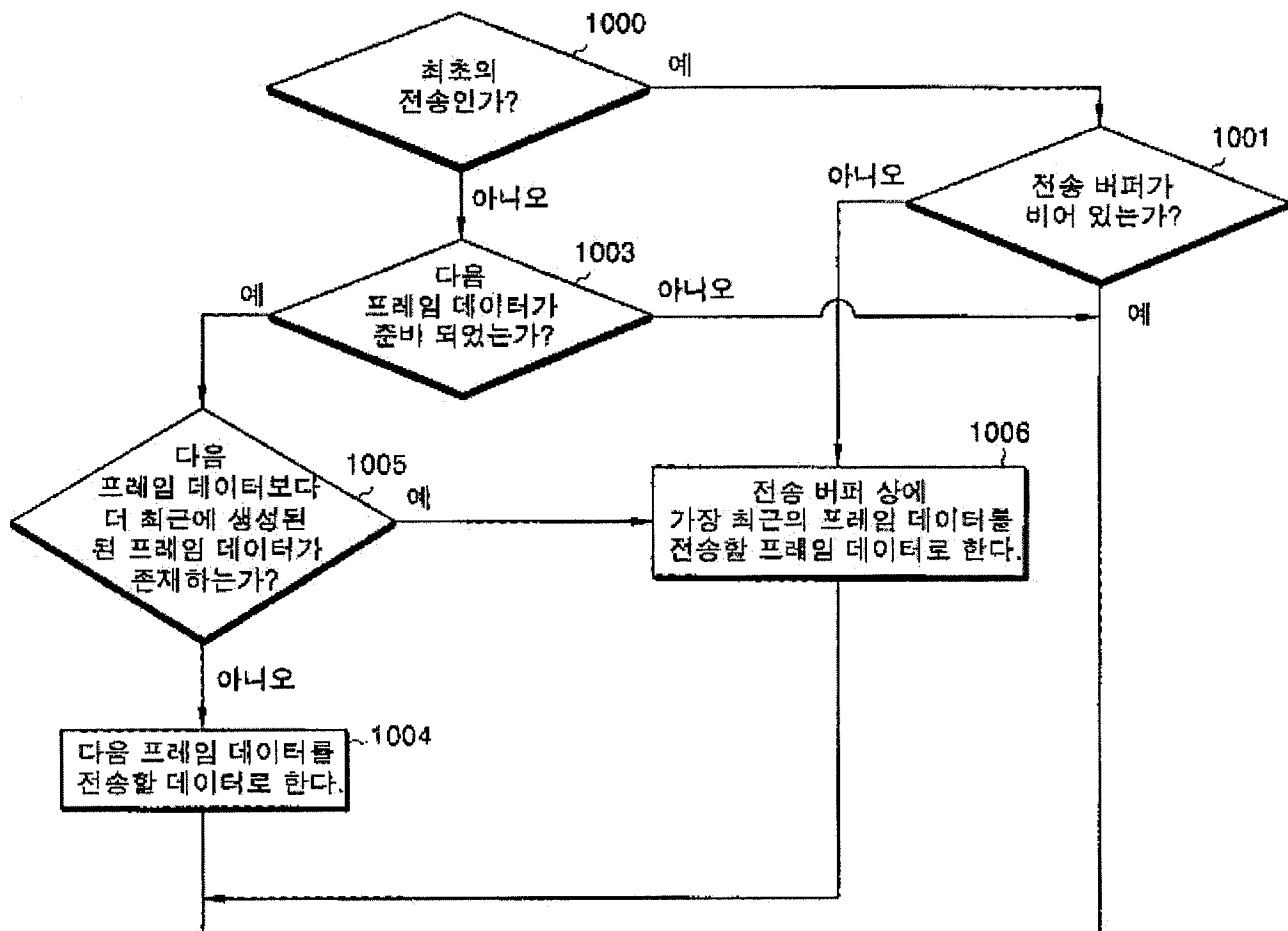 1000
최초의
전송인가?
예
아니오
1001
전송 버퍼가
비어 있는가?
아니오
예
1003
다음
프레임 데이터가
준바 되었는가?
예
아니오
1005
다음
프레임 데이터보다
더 최근에 생성된
된 프레임 데이터가
존재하는가?
예
아니오
1006
전송 버퍼 상에
가장 최근의 프레임 데이터를
전송할 프레임 데이터로 한다.
1004
다음 프레임 데이터를
전송할 데이터로 한다.